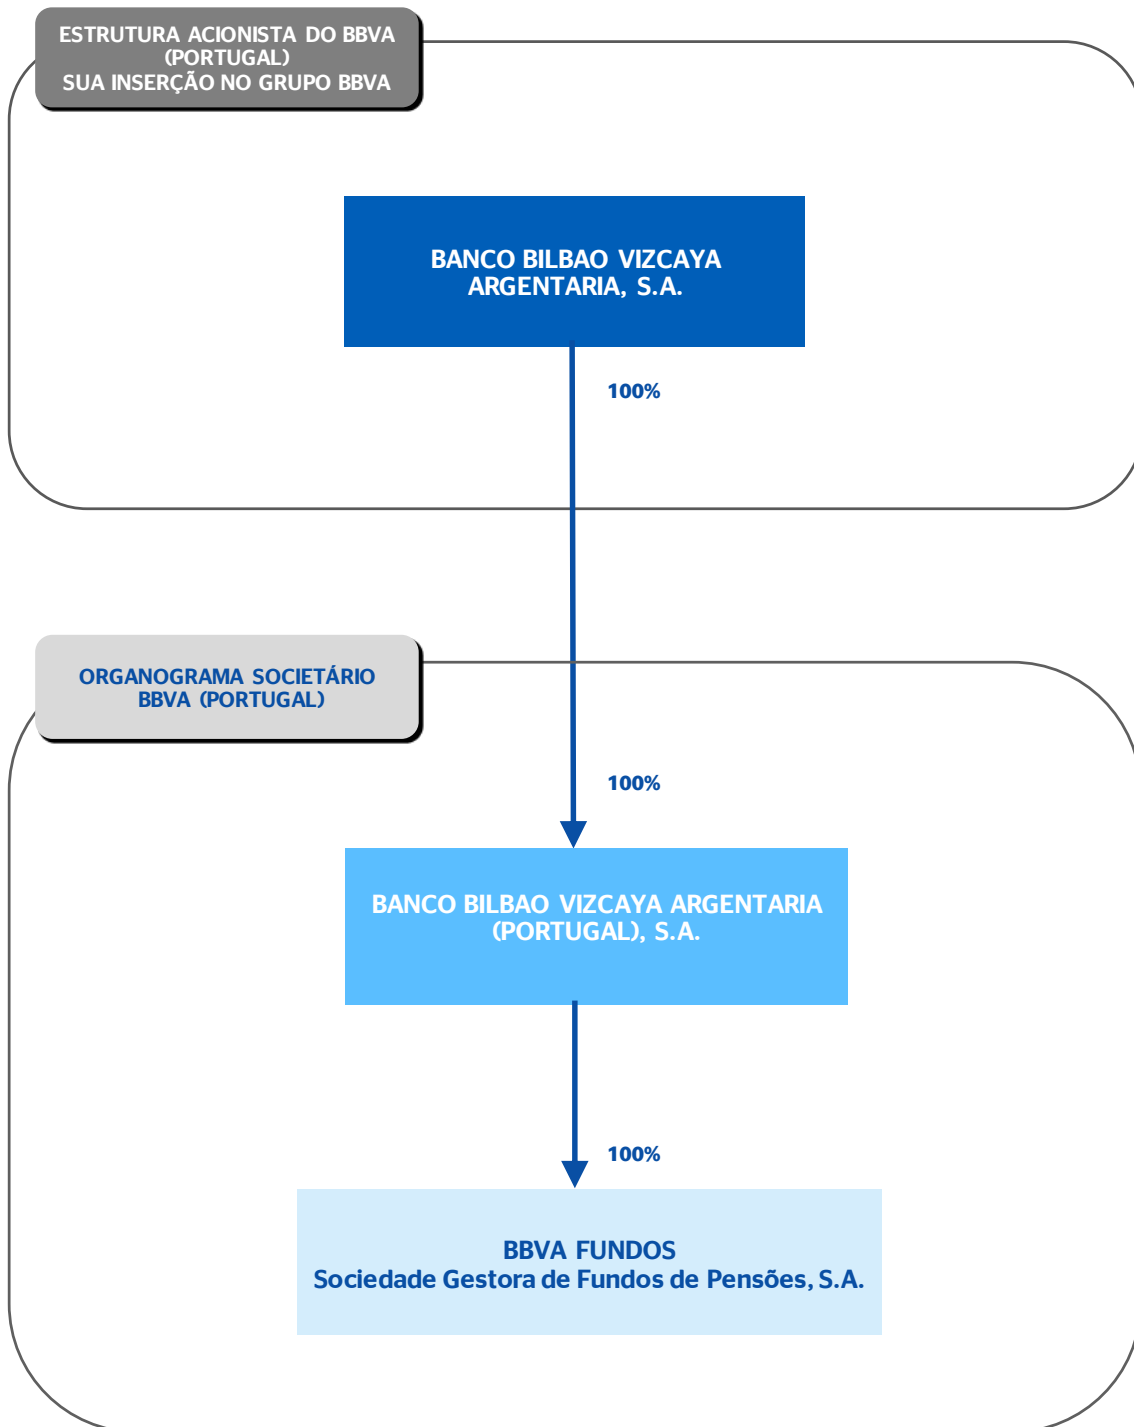 ESTRUTURA ACIONISTA DO BBVA
(PORTUGAL)
SUA INSERÇÃO NO GRUPO BBVA
BANCO BILBAO VIZCAYA
ARGENTARIA, S.A.
100%
ORGANOGRAMA SOCIETÁRIO
BBVA (PORTUGAL)
100%
BANCO BILBAO VIZCAYA ARGENTARIA
(PORTUGAL), S.A.
100%
BBVA FUNDOS
Sociedade Gestora de Fundos de Pensões, S.A.